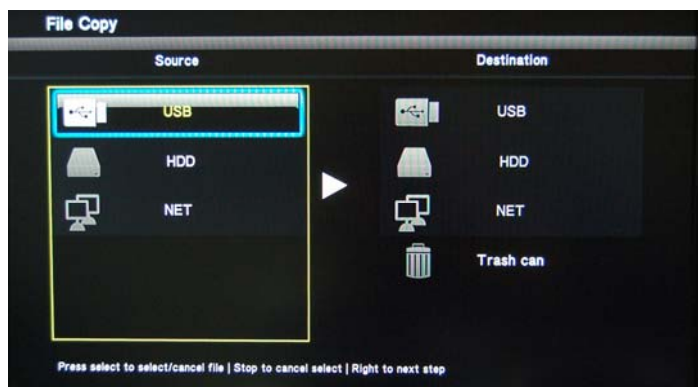 File Copy
Source
Destination
USB
USB
HDD
HDD
NET
NET
Trash can
Press select to select/cancel file | Stop to cancel select | Right to next step